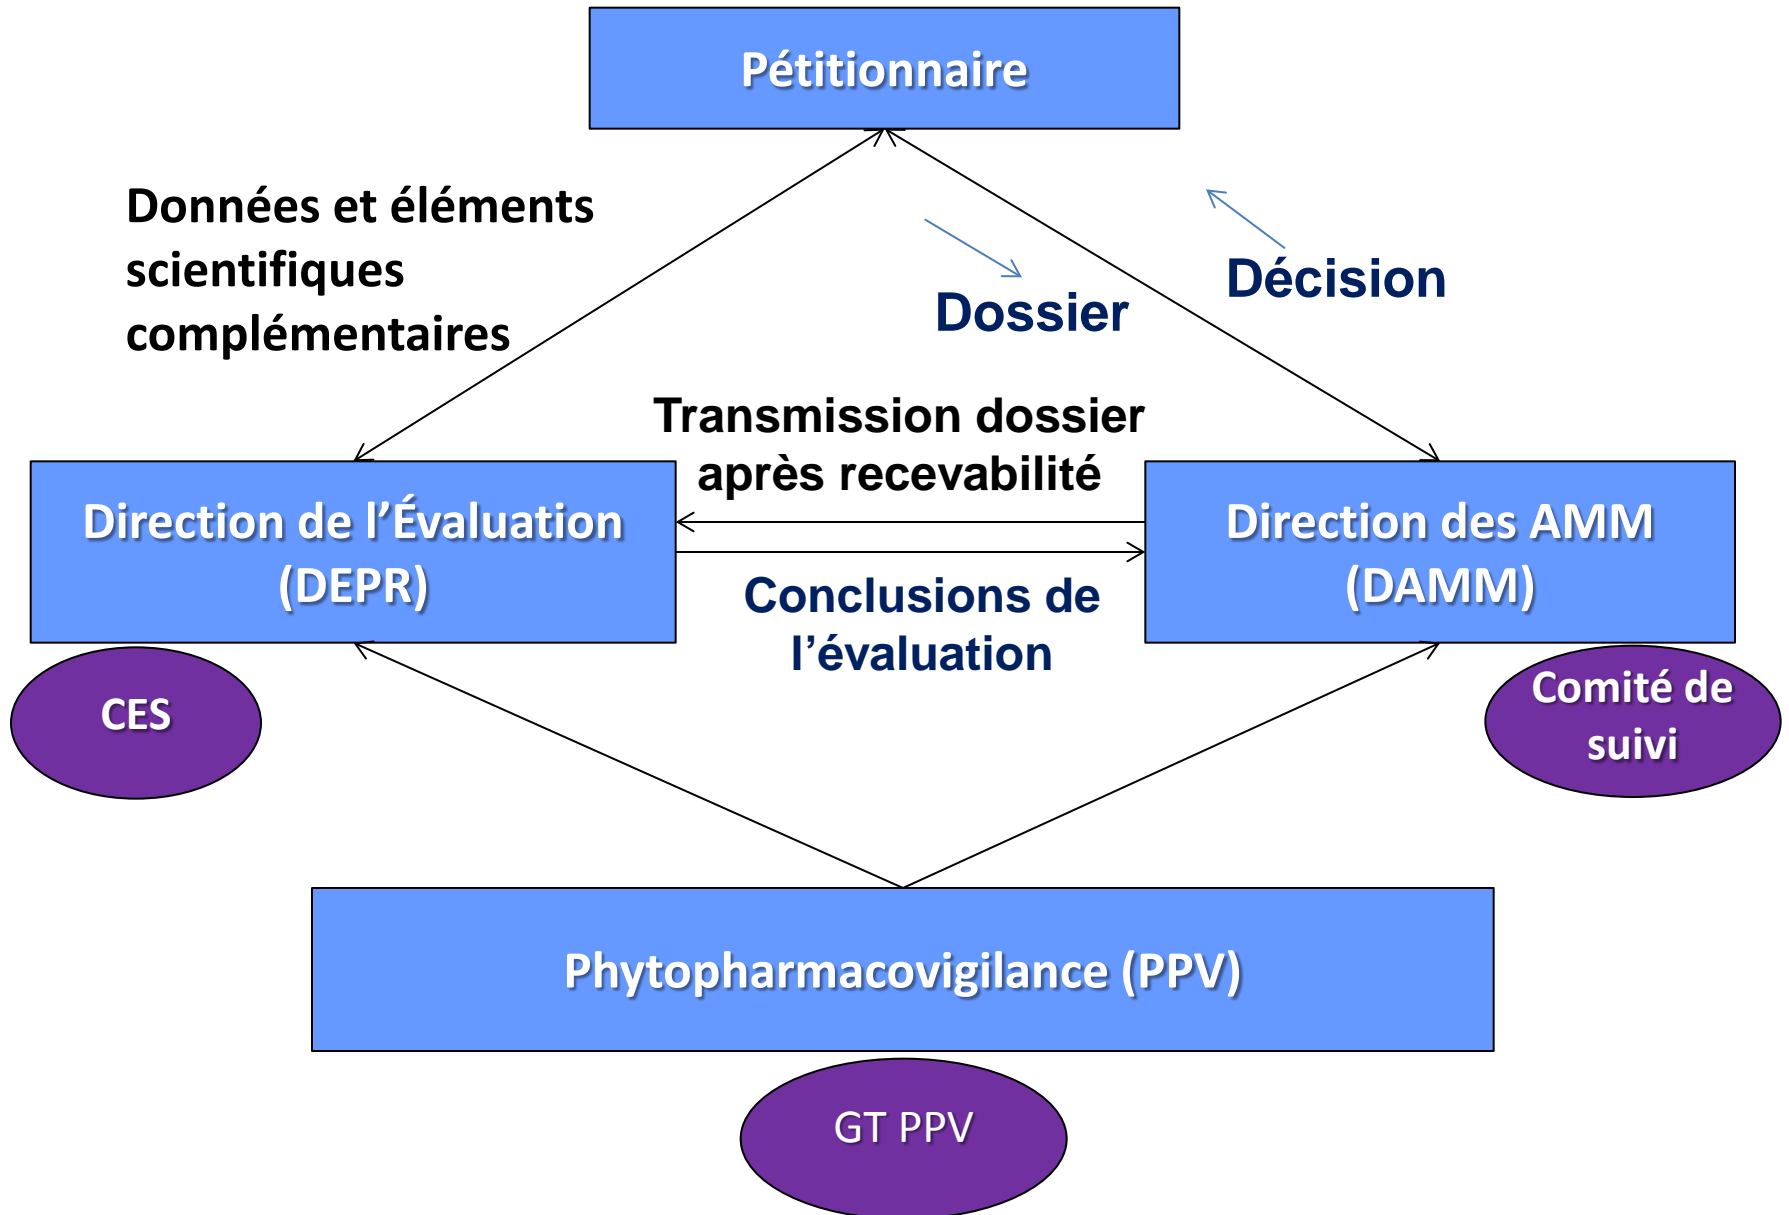 Pétitionnaire
Données et éléments
scientifiques
complémentaires
Dossier
Décision
Transmission dossier
après recevabilité
Direction de l’Évaluation
(DEPR)
Direction des AMM
(DAMM)
Conclusions de
l’évaluation
CES
Comité de
suivi
Phytopharmacovigilance (PPV)
GT PPV